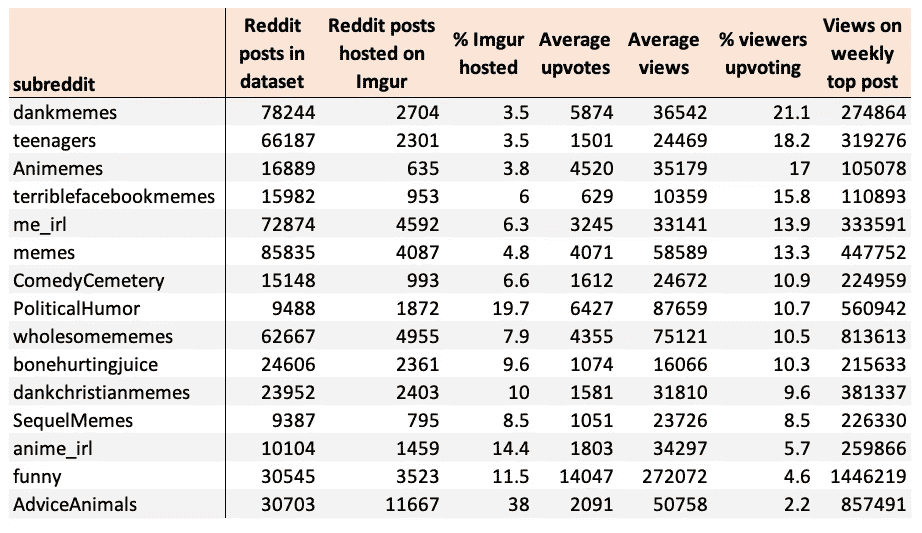 subreddit Reddit posts in dataset Reddit posts hosted on Imgur % Imgur hosted Average upvotes Average views % viewers upvoting Views on weekly top post
dankmemes 78244 2704 3.5 5874 36542 21.1 274864
teenagers 66187 2301 3.5 1501 24469 18.2 319276
Animemes 16889 635 3.8 4520 35179 17 105078
terriblefacebookmemes 15982 953 6 629 10359 15.8 110893
me_irl 72874 4592 6.3 3245 33141 13.9 333591
memes 85835 4087 4.8 4071 58589 13.3 447752
ComedyCemetery 15148 993 6.6 1612 24672 10.9 224959
PoliticalHumor 9488 1872 19.7 6427 87659 10.7 560942
wholesomememes 62667 4955 7.9 4355 75121 10.5 813613
bonehurtingjuice 24606 2361 9.6 1074 16066 10.3 215633
dankchristianmemes 23952 2403 10 1581 31810 9.6 381337
SequelMemes 9387 795 8.5 1051 23726 8.5 226330
anime_irl 10104 1459 14.4 1803 34297 5.7 259866
funny 30545 3523 11.5 14047 272072 4.6 1446219
AdviceAnimals 30703 11667 38 2091 50758 2.2 857491